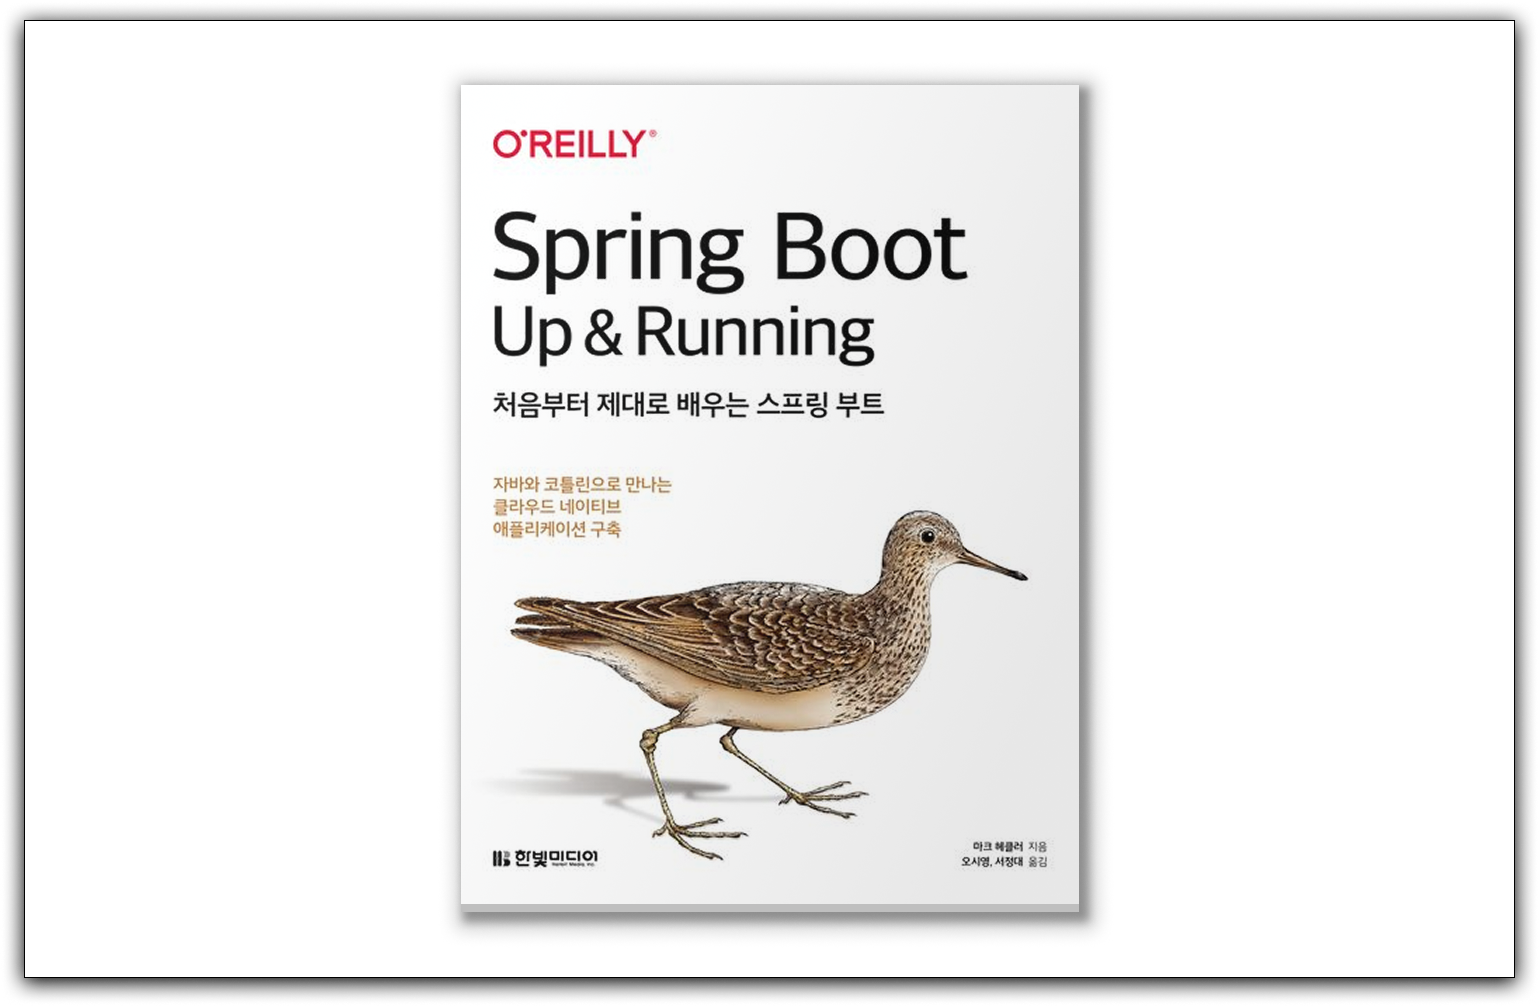 O'REILLY®
Spring Boot
Up & Running
처음부터 제대로 배우는 스프링 부트
자바와 코틀린으로 만나는
클라우드 네이티브
애플리케이션 구축
한빛미디어
Hanbit Media, Inc.
마크 헤클러 지음
오시영, 서정대 옮김